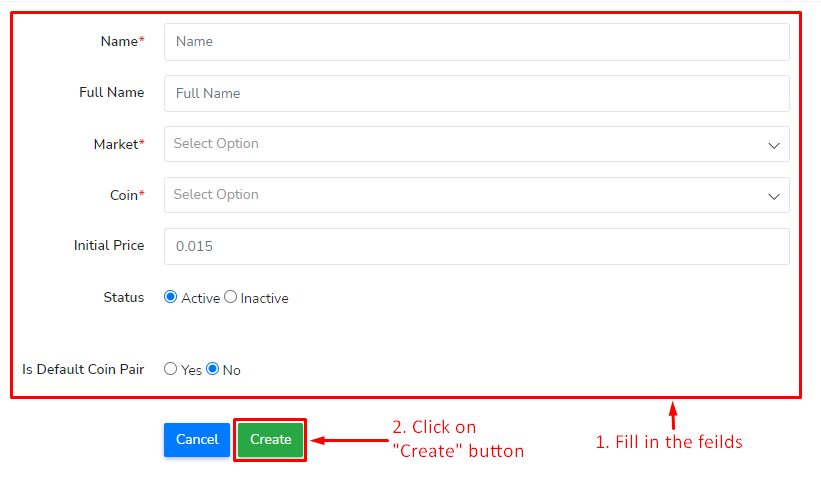 Name* Name
Full Name Full Name
Market* Select Option
Coin* Select Option
Initial Price 0.015
Status Active Inactive
Is Default Coin Pair Yes No
Cancel Create
2. Click on
"Create" button
1. Fill in the feilds